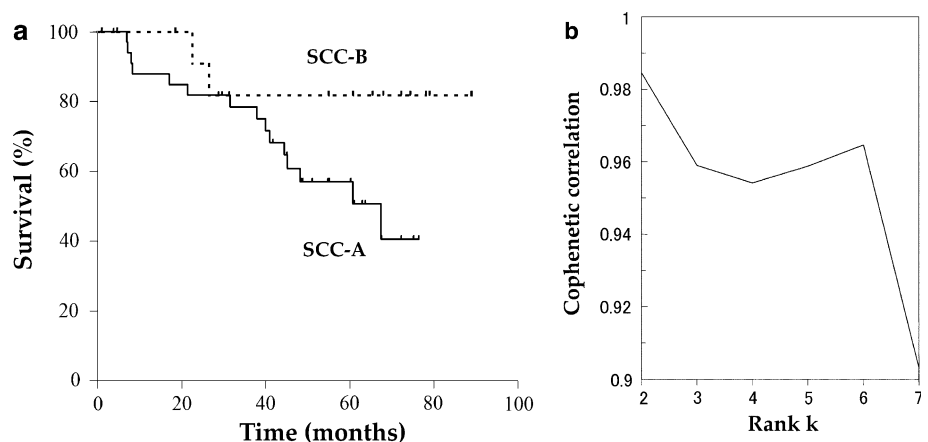 a
100
80
60
40
20
0
Survival (%)
SCC-B
SCC-A
0 20 40 60 80 100
Time (months)
b
1
0.98
0.96
0.94
0.92
0.9
Cophenetic correlation
2 3 4 5 6 7
Rank k